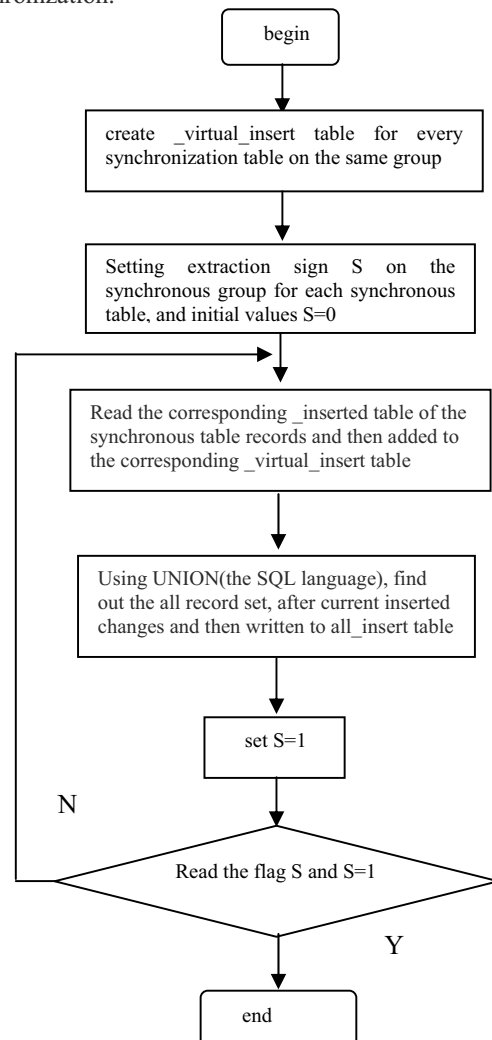 hronization.
begin
create _virtual_insert table for every
synchronization table on the same group
Setting extraction sign S on the
synchronous group for each synchronous
table, and initial values S=0
Read the corresponding _inserted table of the
synchronous table records and then added to
the corresponding _virtual_insert table
Using UNION(the SQL language), find
out the all record set, after current inserted
changes and then written to all_insert table
set S=1
N
Read the flag S and S=1
Y
end